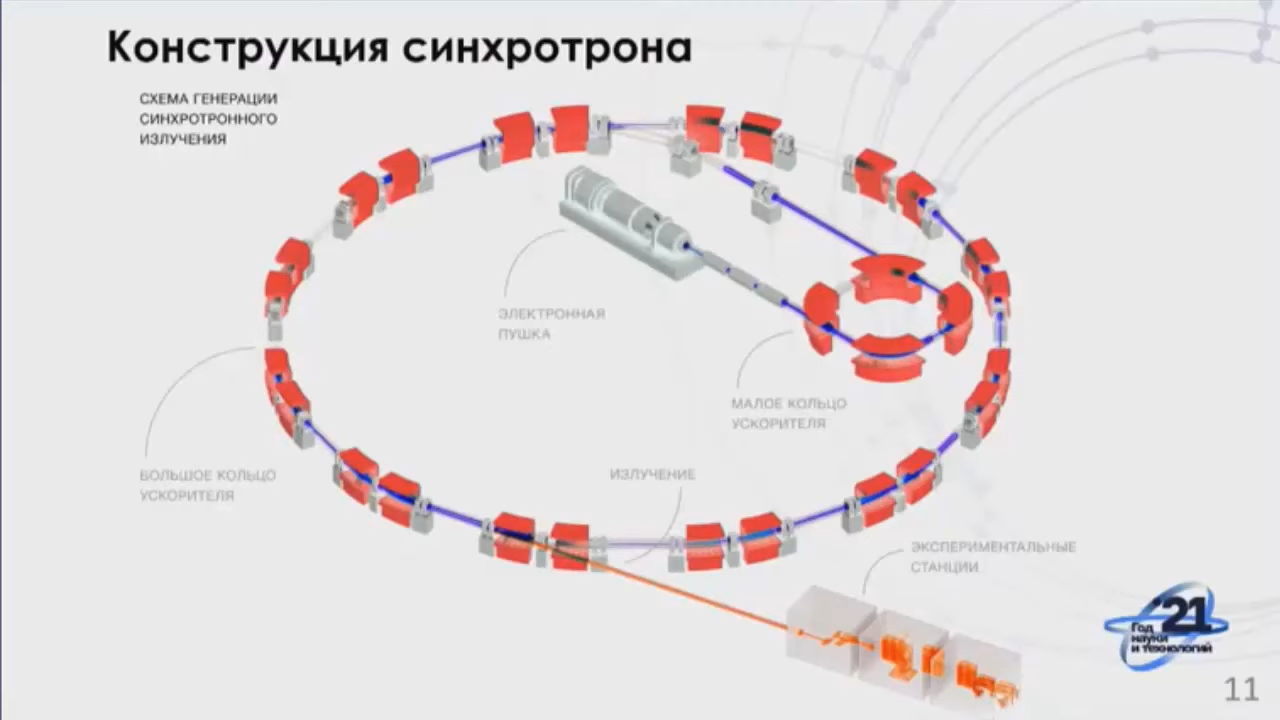 Конструкция синхротрона
СХЕМА ГЕНЕРАЦИИ
СИНХРОТРОННОГО
ИЗЛУЧЕНИЯ
ЭЛЕКТРОННАЯ
ПУШКА
МАЛОЕ КОЛЬЦО
УСКОРИТЕЛЯ
БОЛЬШОЕ КОЛЬЦО
УСКОРИТЕЛЯ
ИЗЛУЧЕНИЕ
ЭКСПЕРИМЕНТАЛЬНЫЕ
СТАНЦИИ
'21
Год
науки
и технологий
11